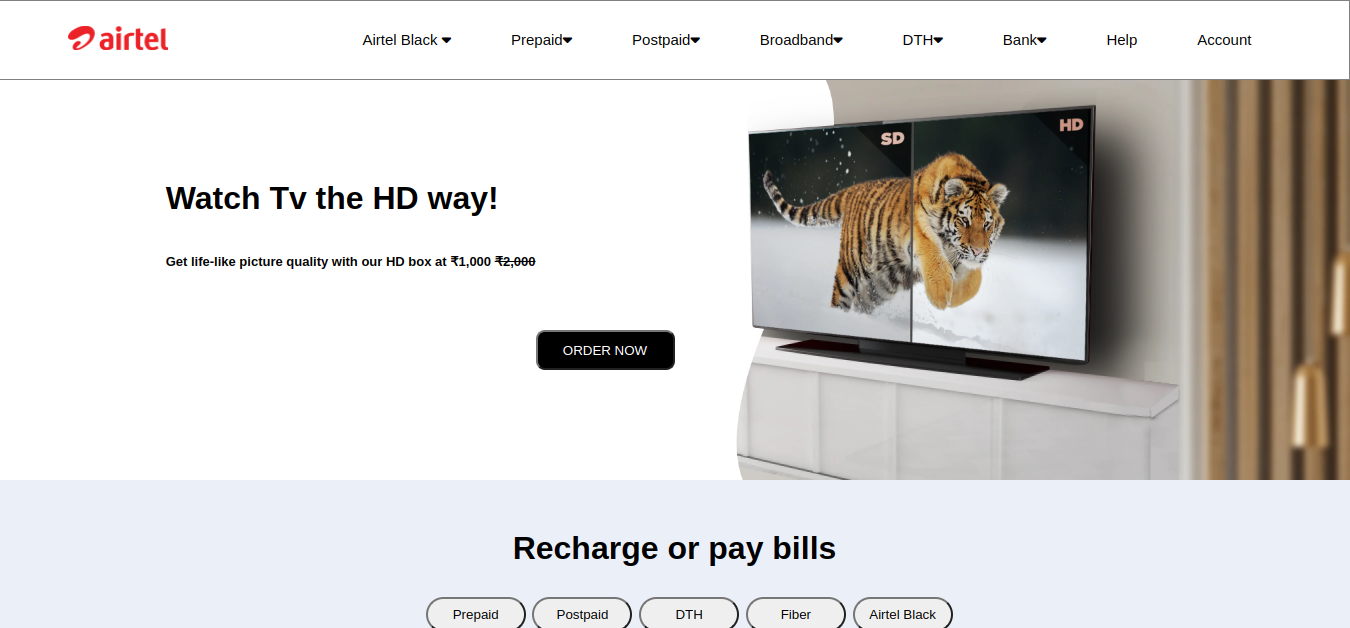 airtel
Airtel Black Prepaid Postpaid Broadband DTH Bank Help Account
SD
HD
Watch Tv the HD way!
Get life-like picture quality with our HD box at ₹1,000 ₹2,000
ORDER NOW
Recharge or pay bills
Prepaid Postpaid DTH Fiber Airtel Black